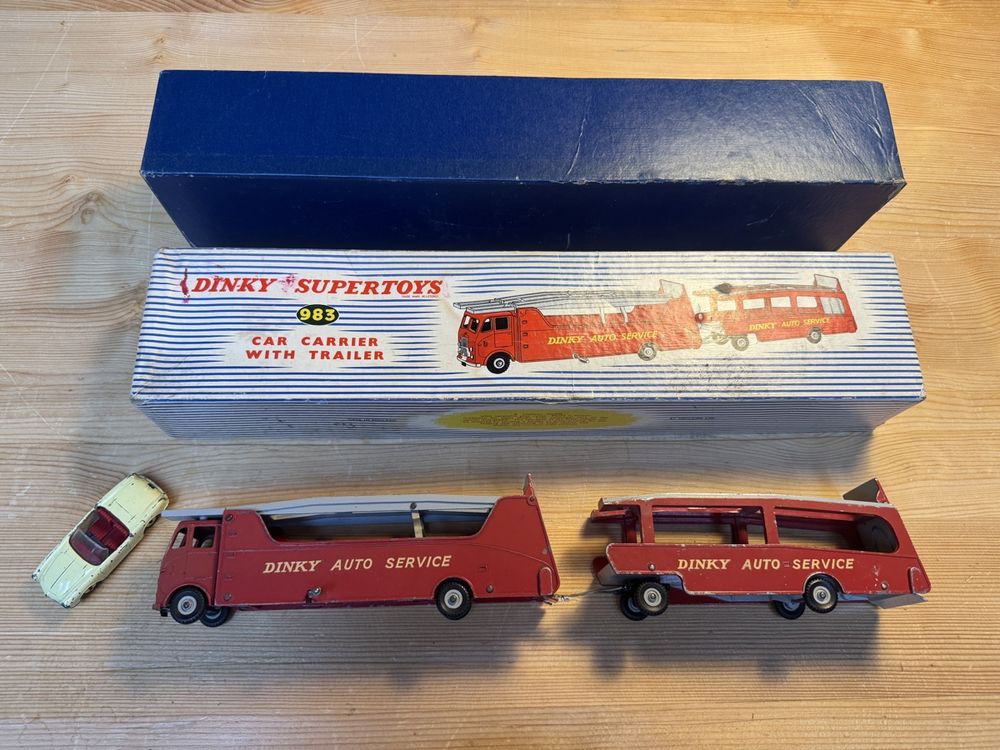 DINKY SUPERTOYS
983
CAR CARRIER
WITH TRAILER
DINKY AUTO SERVICE
DINKY AUTO SERVICE
DINKY AUTO SERVICE
DINKY AUTO SERVICE